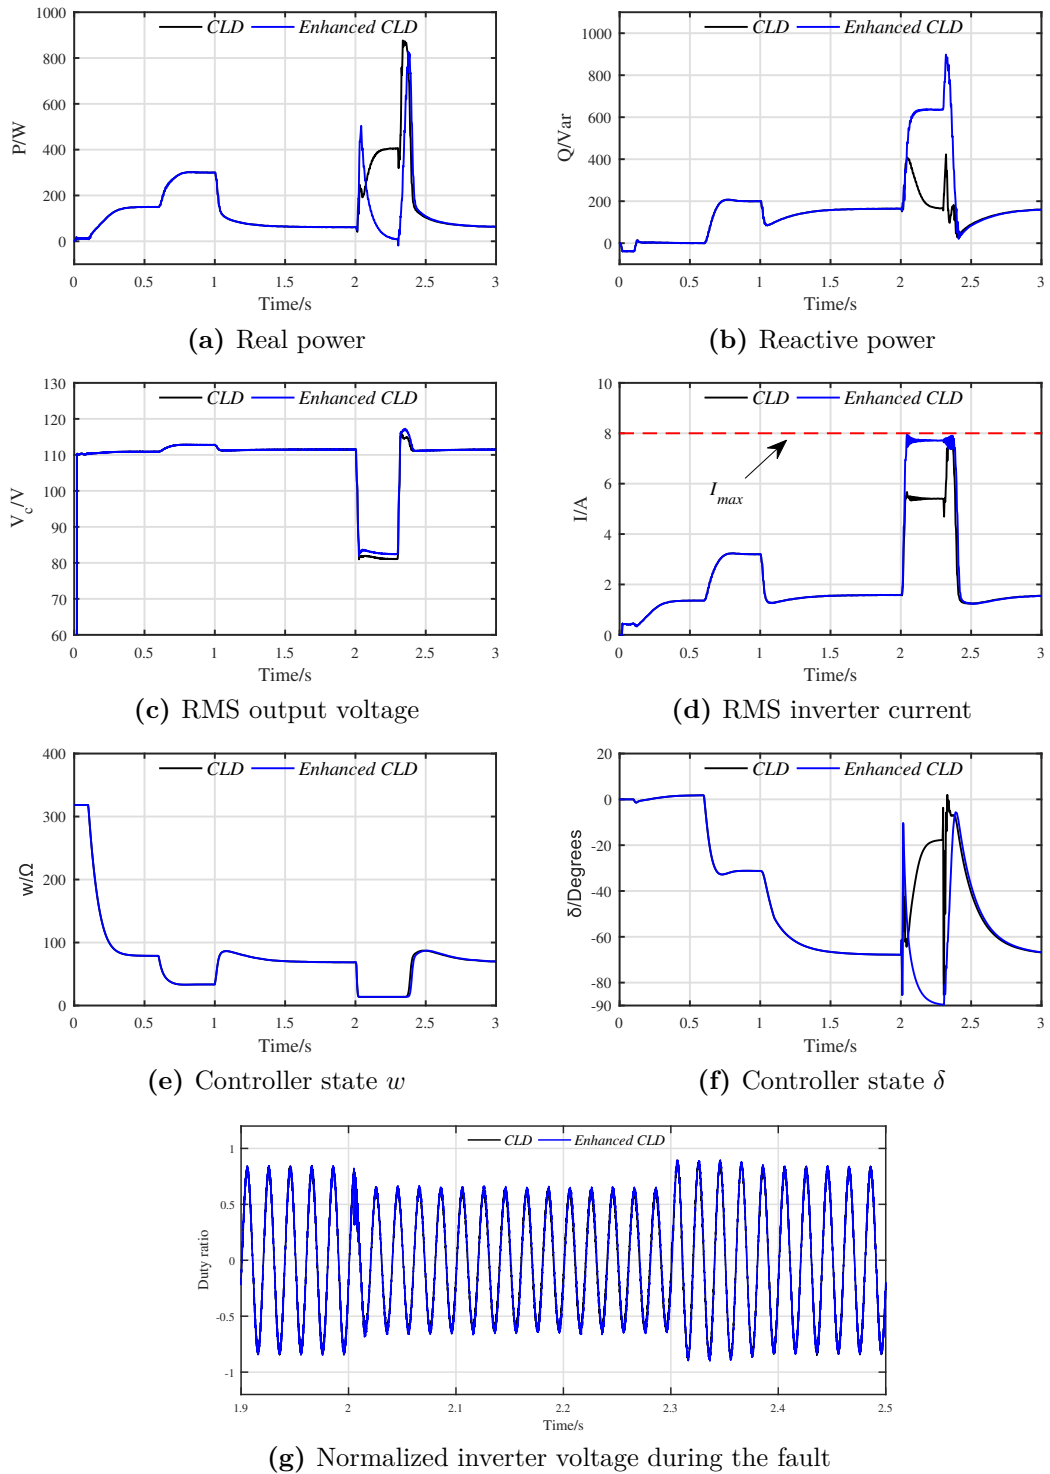 CLD Enhanced CLD
P/W
1000
800
600
400
200
0
0 0.5 1 1.5 2 2.5 3
Time/s
(a) Real power
CLD Enhanced CLD
Q/Var
1000
800
600
400
200
0
0 0.5 1 1.5 2 2.5 3
Time/s
(b) Reactive power
CLD Enhanced CLD
V_c/V
130
120
110
100
90
80
70
60
0 0.5 1 1.5 2 2.5 3
Time/s
(c) RMS output voltage
CLD Enhanced CLD
I_max
I/A
10
8
6
4
2
0
0 0.5 1 1.5 2 2.5 3
Time/s
(d) RMS inverter current
CLD Enhanced CLD
w/Ω
400
300
200
100
0
0 0.5 1 1.5 2 2.5 3
Time/s
(e) Controller state w
CLD Enhanced CLD
δ/Degrees
20
0
-20
-40
-60
-80
-90
0 0.5 1 1.5 2 2.5 3
Time/s
(f) Controller state δ
CLD Enhanced CLD
Duty ratio
1
0.5
0
-0.5
-1
1.9 2 2.1 2.2 2.3 2.4 2.5
Time/s
(g) Normalized inverter voltage during the fault